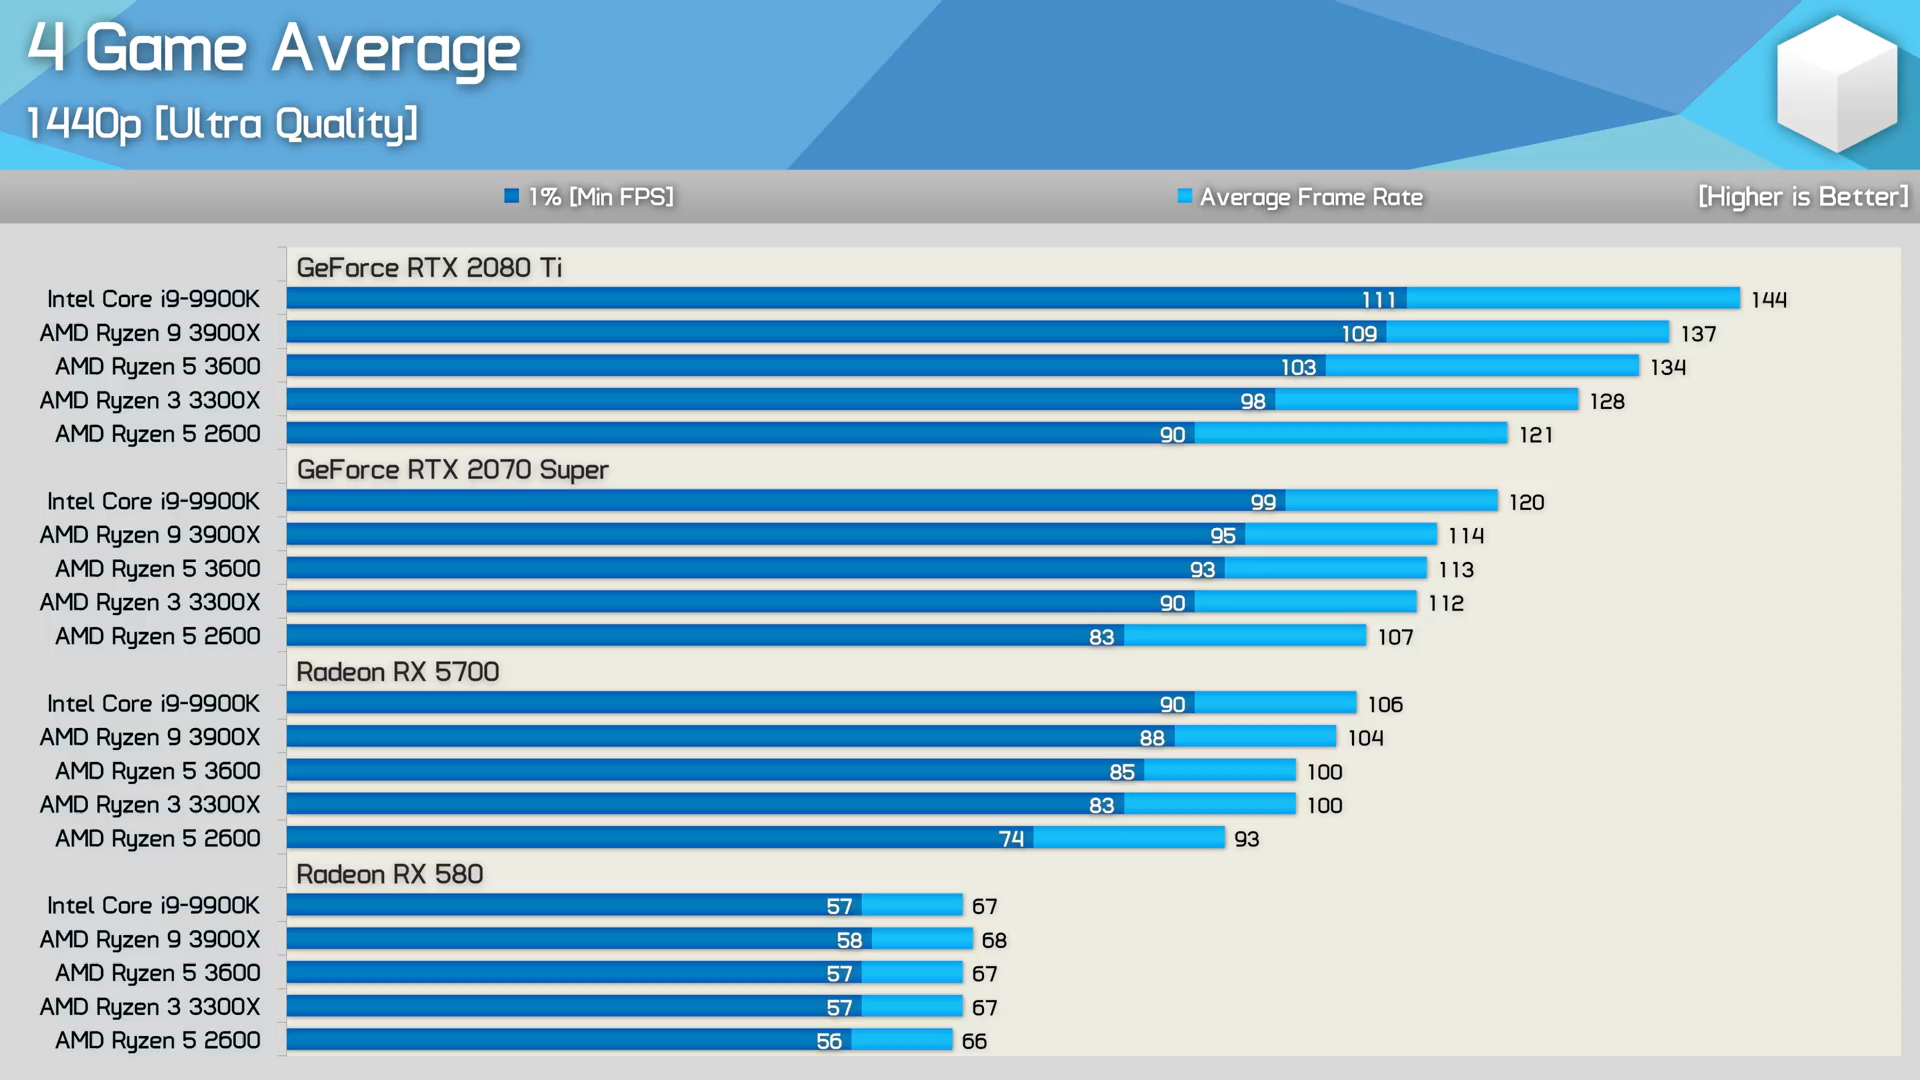 4 Game Average
1440p [Ultra Quality]
1% [Min FPS] Average Frame Rate [Higher is Better]
GeForce RTX 2080 Ti
Intel Core i9-9900K 111 144
AMD Ryzen 9 3900X 109 137
AMD Ryzen 5 3600 103 134
AMD Ryzen 3 3300X 98 128
AMD Ryzen 5 2600 90 121
GeForce RTX 2070 Super
Intel Core i9-9900K 99 120
AMD Ryzen 9 3900X 95 114
AMD Ryzen 5 3600 93 113
AMD Ryzen 3 3300X 90 112
AMD Ryzen 5 2600 83 107
Radeon RX 5700
Intel Core i9-9900K 90 106
AMD Ryzen 9 3900X 88 104
AMD Ryzen 5 3600 85 100
AMD Ryzen 3 3300X 83 100
AMD Ryzen 5 2600 74 93
Radeon RX 580
Intel Core i9-9900K 57 67
AMD Ryzen 9 3900X 58 68
AMD Ryzen 5 3600 57 67
AMD Ryzen 3 3300X 57 67
AMD Ryzen 5 2600 56 66